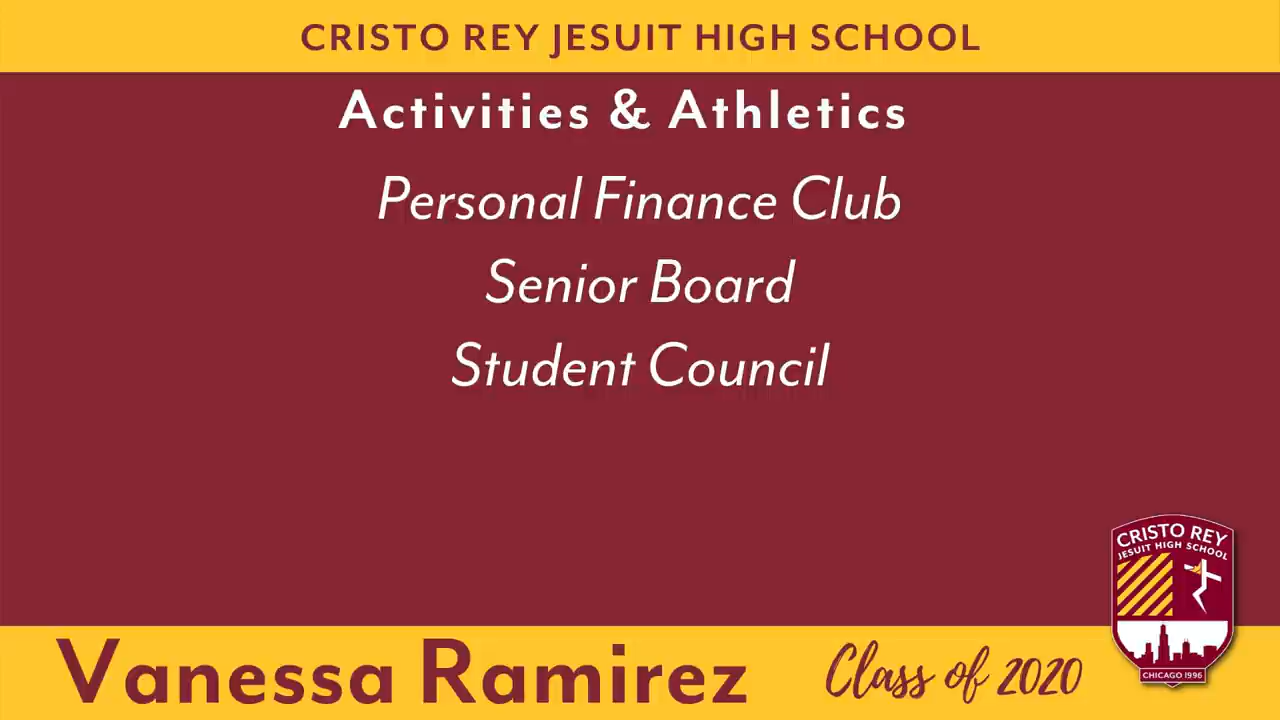 CRISTO REY JESUIT HIGH SCHOOL
Activities & Athletics
Personal Finance Club
Senior Board
Student Council
CRISTO REY
JESUIT HIGH SCHOOL
CHICAGO 1996
Vanessa Ramirez
Class of 2020